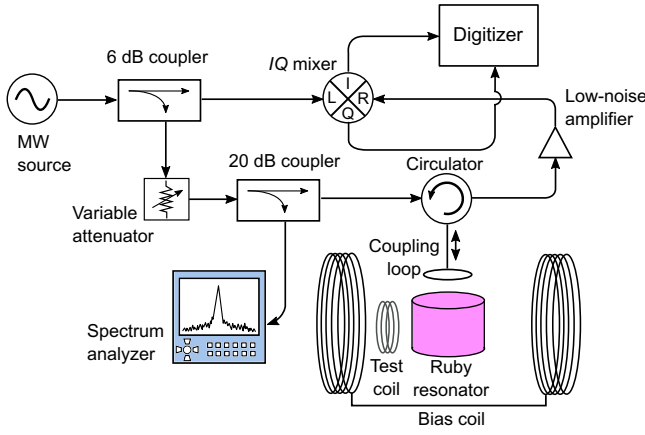 6 dB coupler
IQ mixer
Digitizer
I
L
R
Q
MW
source
Low-noise
amplifier
20 dB coupler
Circulator
Variable
attenuator
Coupling
loop
Spectrum
analyzer
Test
coil
Ruby
resonator
Bias coil